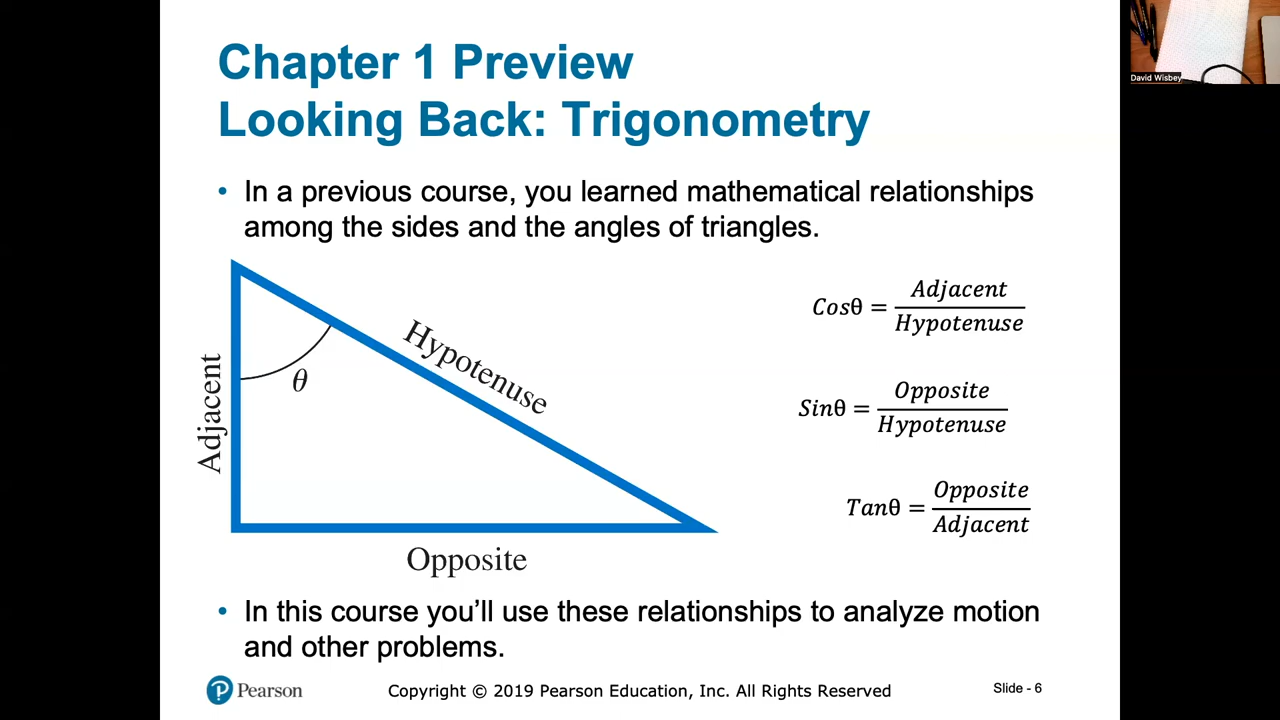 Chapter 1 Preview
Looking Back: Trigonometry
David Wisbey
• In a previous course, you learned mathematical relationships
among the sides and the angles of triangles.
Adjacent
θ
Hypotenuse
Opposite
Cosθ = Adjacent / Hypotenuse
Sinθ = Opposite / Hypotenuse
Tanθ = Opposite / Adjacent
• In this course you’ll use these relationships to analyze motion
and other problems.
Pearson
Copyright © 2019 Pearson Education, Inc. All Rights Reserved
Slide - 6